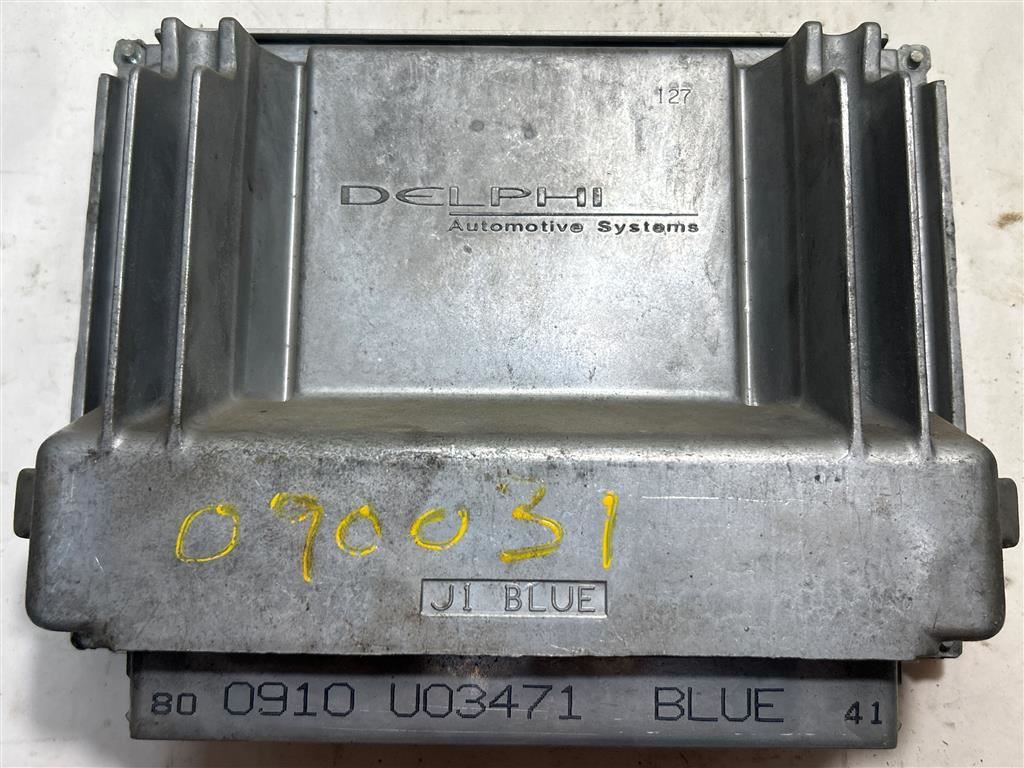 127
DELPHI
Automotive Systems
090031
J1 BLUE
80 0910 U03471 BLUE 41